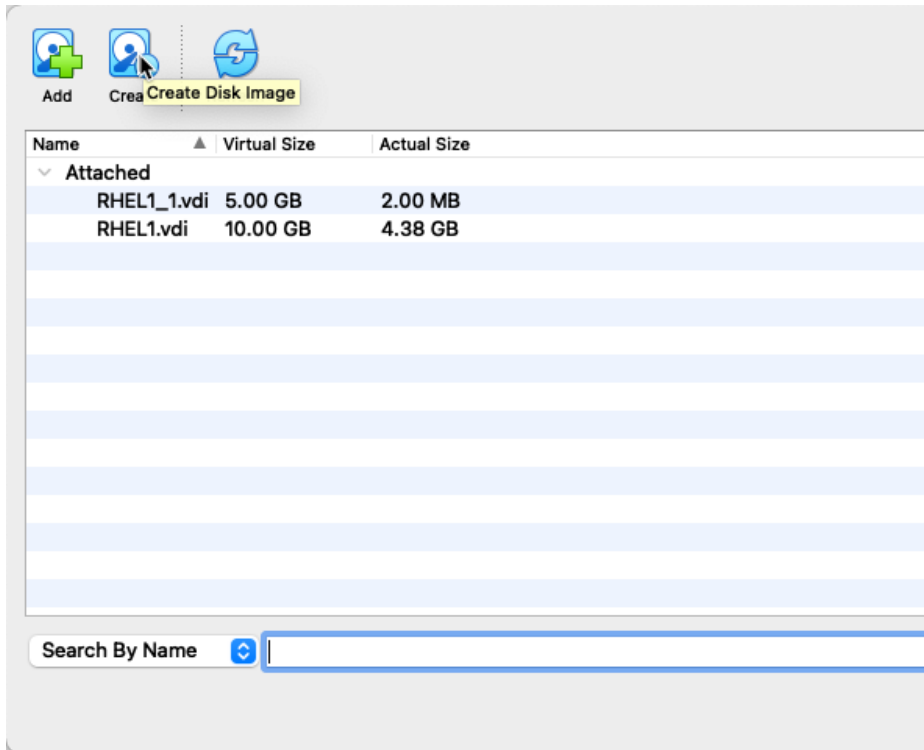 Add Crea Create Disk Image
Name Virtual Size Actual Size
Attached
RHEL1_1.vdi 5.00 GB 2.00 MB
RHEL1.vdi 10.00 GB 4.38 GB
Search By Name